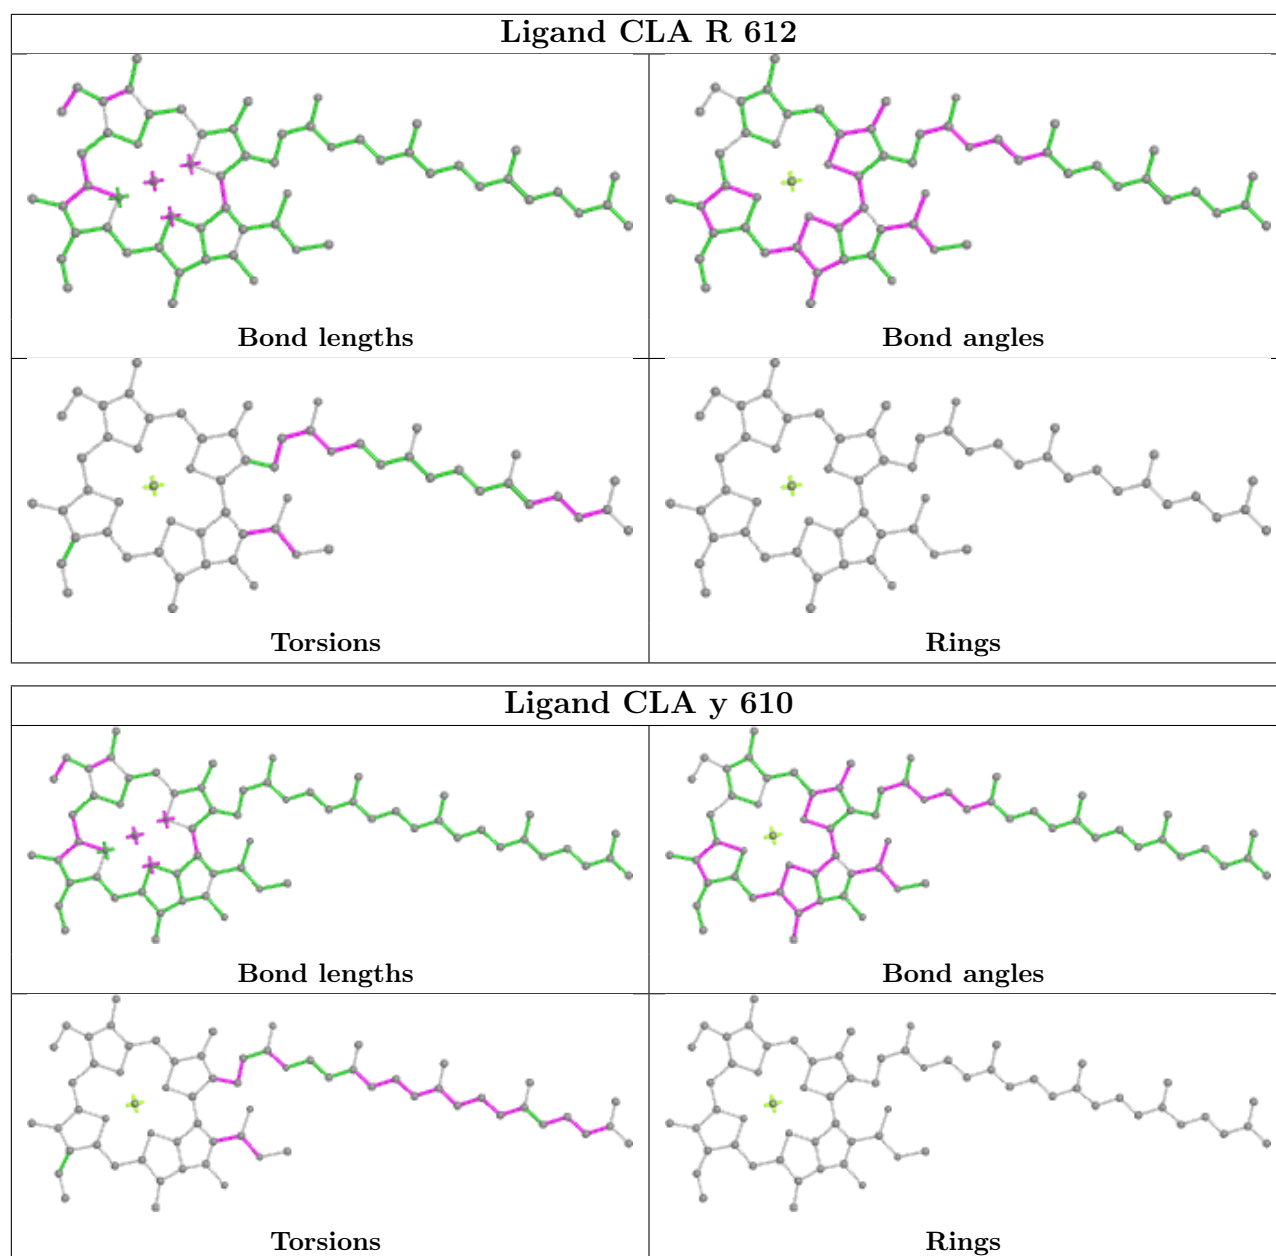 Ligand CLA R 612
Bond lengths
Bond angles
Torsions
Rings
Ligand CLA y 610
Bond lengths
Bond angles
Torsions
Rings